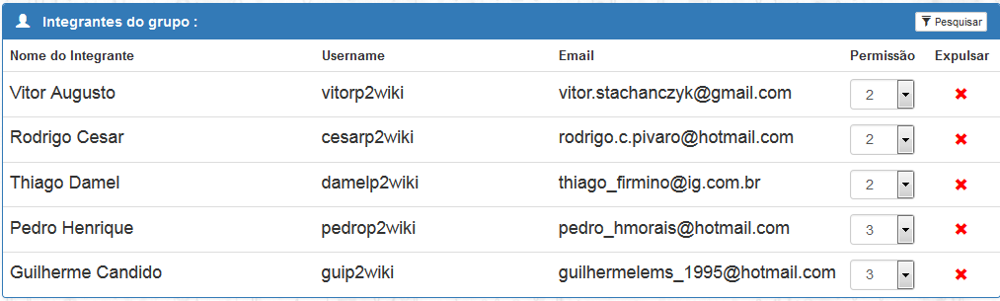 Integrantes do grupo : Pesquisar
Nome do Integrante Username Email Permissão Expulsar
Vitor Augusto vitorp2wiki vitor.stachanczyk@gmail.com 2
Rodrigo Cesar cesarp2wiki rodrigo.c.pivaro@hotmail.com 2
Thiago Damel damelp2wiki thiago_firmino@ig.com.br 2
Pedro Henrique pedrop2wiki pedro_hmorais@hotmail.com 3
Guilherme Candido guip2wiki guilhermelems_1995@hotmail.com 3